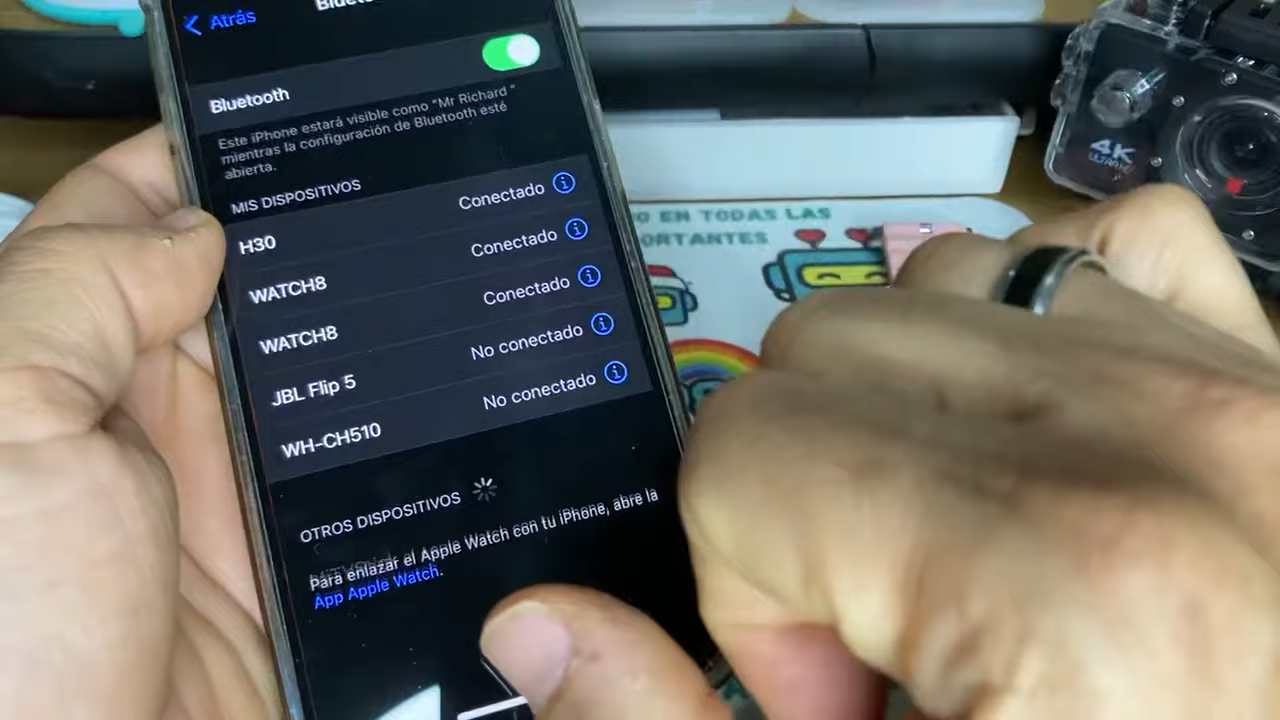 Atrás
Bluetooth
Este iPhone estará visible como “Mr Richard ”
mientras la configuración de Bluetooth esté
abierta.
MIS DISPOSITIVOS
H30 Conectado
WATCH8 Conectado
WATCH8 Conectado
JBL Flip 5 No conectado
WH-CH510 No conectado
OTROS DISPOSITIVOS
Para enlazar el Apple Watch con tu iPhone, abre la
App Apple Watch.
O EN TODAS LAS
ORTANTES
4K
ULTRA